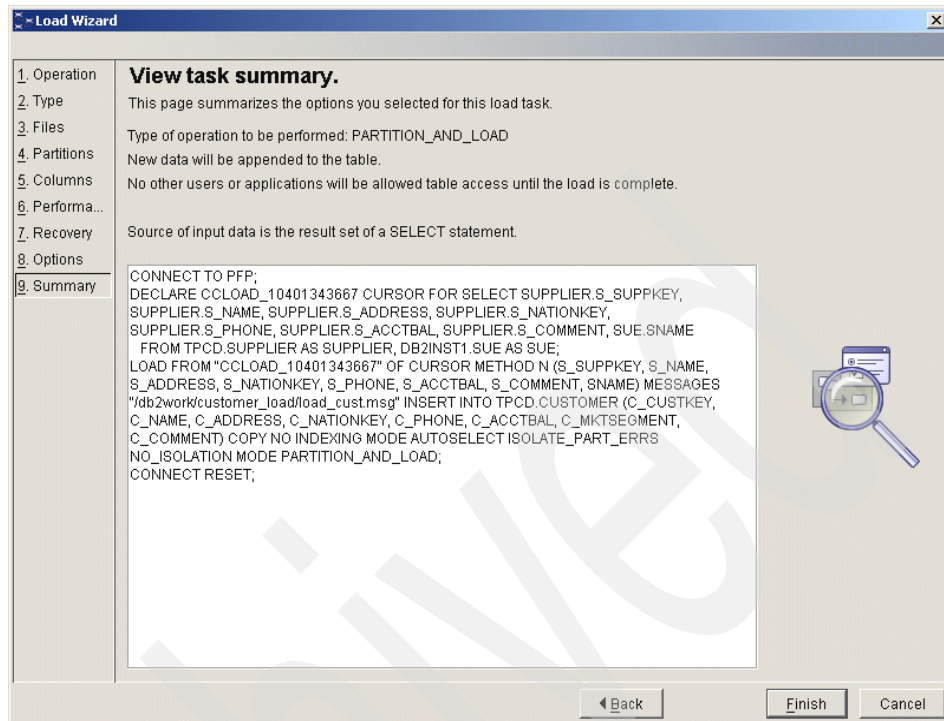 Load Wizard
1. Operation
2. Type
3. Files
4. Partitions
5. Columns
6. Performa...
7. Recovery
8. Options
9. Summary
View task summary.
This page summarizes the options you selected for this load task.
Type of operation to be performed: PARTITION_AND_LOAD
New data will be appended to the table.
No other users or applications will be allowed table access until the load is complete.
Source of input data is the result set of a SELECT statement.
CONNECT TO PFP;
DECLARE CCLOAD_10401343667 CURSOR FOR SELECT SUPPLIER.S_SUPPKEY,
SUPPLIER.S_NAME, SUPPLIER.S_ADDRESS, SUPPLIER.S_NATIONKEY,
SUPPLIER.S_PHONE, SUPPLIER.S_ACCTBAL, SUPPLIER.S_COMMENT, SUE.SNAME
FROM TPCD.SUPPLIER AS SUPPLIER, DB2INST1.SUE AS SUE;
LOAD FROM "CCLOAD_10401343667" OF CURSOR METHOD N (S_SUPPKEY, S_NAME,
S_ADDRESS, S_NATIONKEY, S_PHONE, S_ACCTBAL, S_COMMENT, SNAME) MESSAGES
"/db2work/customer_load/load_cust.msg" INSERT INTO TPCD.CUSTOMER (C_CUSTKEY,
C_NAME, C_ADDRESS, C_NATIONKEY, C_PHONE, C_ACCTBAL, C_MKTSEGMENT,
C_COMMENT) COPY NO INDEXING MODE AUTOSELECT ISOLATE_PART_ERRS
NO_ISOLATION MODE PARTITION_AND_LOAD;
CONNECT RESET;
Back
Finish
Cancel